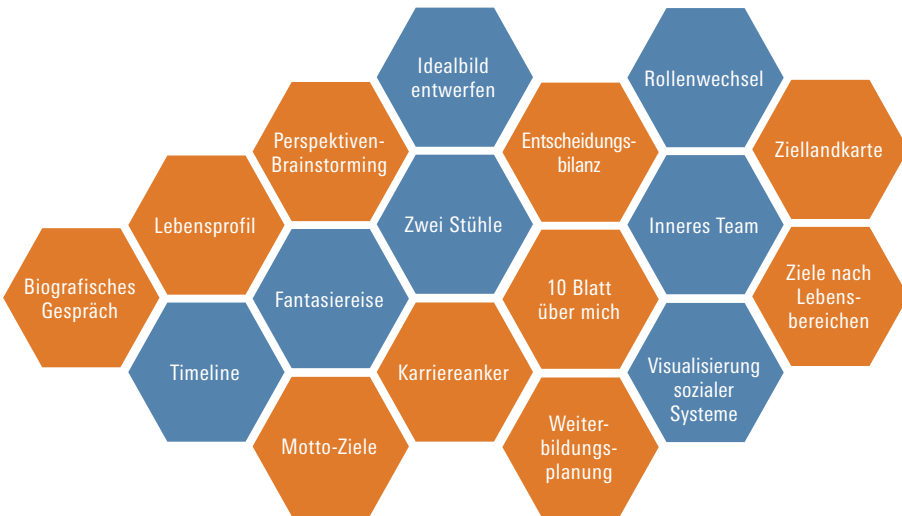 Idealbild
entwerfen
Rollenwechsel
Perspektiven-
Brainstorming
Entscheidungs-
bilanz
Ziellandkarte
Lebensprofil
Zwei Stühle
Inneres Team
Biografisches
Gespräch
Fantasiereise
10 Blatt
über mich
Ziele nach
Lebens-
bereichen
Timeline
Karriereanker
Visualisierung
sozialer
Systeme
Motto-Ziele
Weiter-
bildungs-
planung